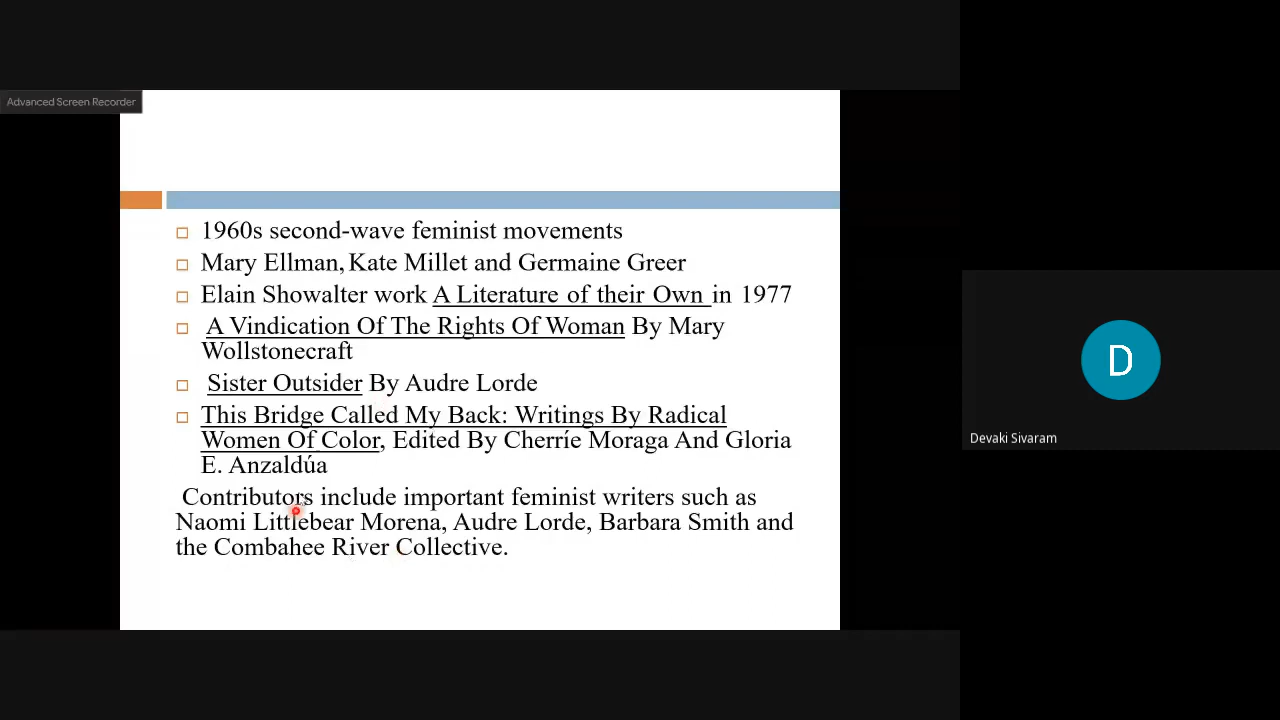 Advanced Screen Recorder
1960s second-wave feminist movements
Mary Ellman, Kate Millet and Germaine Greer
Elain Showalter work A Literature of their Own in 1977
A Vindication Of The Rights Of Woman By Mary
Wollstonecraft
Sister Outsider By Audre Lorde
This Bridge Called My Back: Writings By Radical
Women Of Color, Edited By Cherríe Moraga And Gloria
E. Anzaldúa
Contributors include important feminist writers such as
Naomi Littlebear Morena, Audre Lorde, Barbara Smith and
the Combahee River Collective.
D
Devaki Sivaram